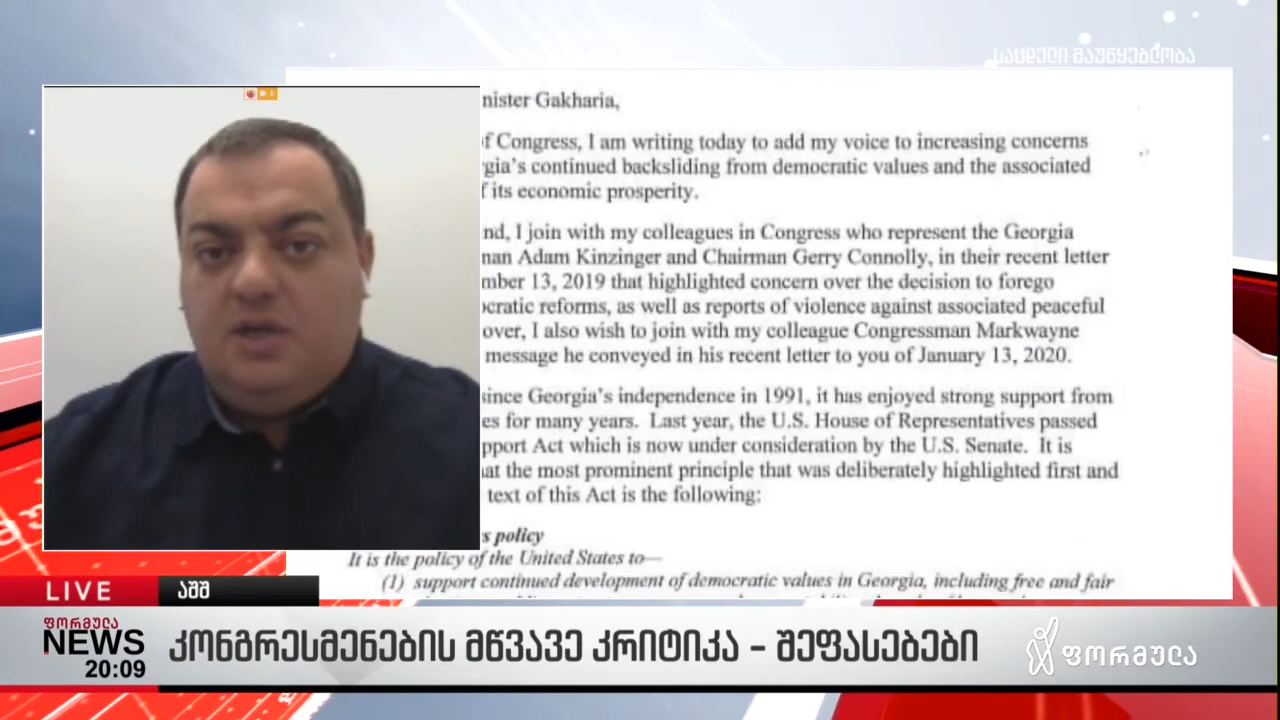 საცდელი მაუწყებლობა
nister Gakharia,
f Congress, I am writing today to add my voice to increasing concerns
gia's continued backsliding from democratic values and the associated
f its economic prosperity.
nd, I join with my colleagues in Congress who represent the Georgia
nan Adam Kinzinger and Chairman Gerry Connolly, in their recent letter
mber 13, 2019 that highlighted concern over the decision to forego
ocratic reforms, as well as reports of violence against associated peaceful
over, I also wish to join with my colleague Congressman Markwayne
message he conveyed in his recent letter to you of January 13, 2020.
since Georgia's independence in 1991, it has enjoyed strong support from
es for many years. Last year, the U.S. House of Representatives passed
pport Act which is now under consideration by the U.S. Senate. It is
at the most prominent principle that was deliberately highlighted first and
text of this Act is the following:
s policy
It is the policy of the United States to—
(1) support continued development of democratic values in Georgia, including free and fair
LIVE აშშ
ფორმულა
NEWS
20:09
კონგრესმენების მწვავე კრიტიკა - შეფასებები
ფორმულა